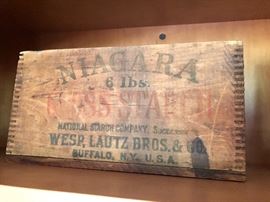 NIAGARA
6 lbs.
GLOSS STARCH
NATIONAL STARCH COMPANY, SUCCESSOR
WESP, LAUTZ BROS. & CO.
BUFFALO, N.Y. U.S.A.